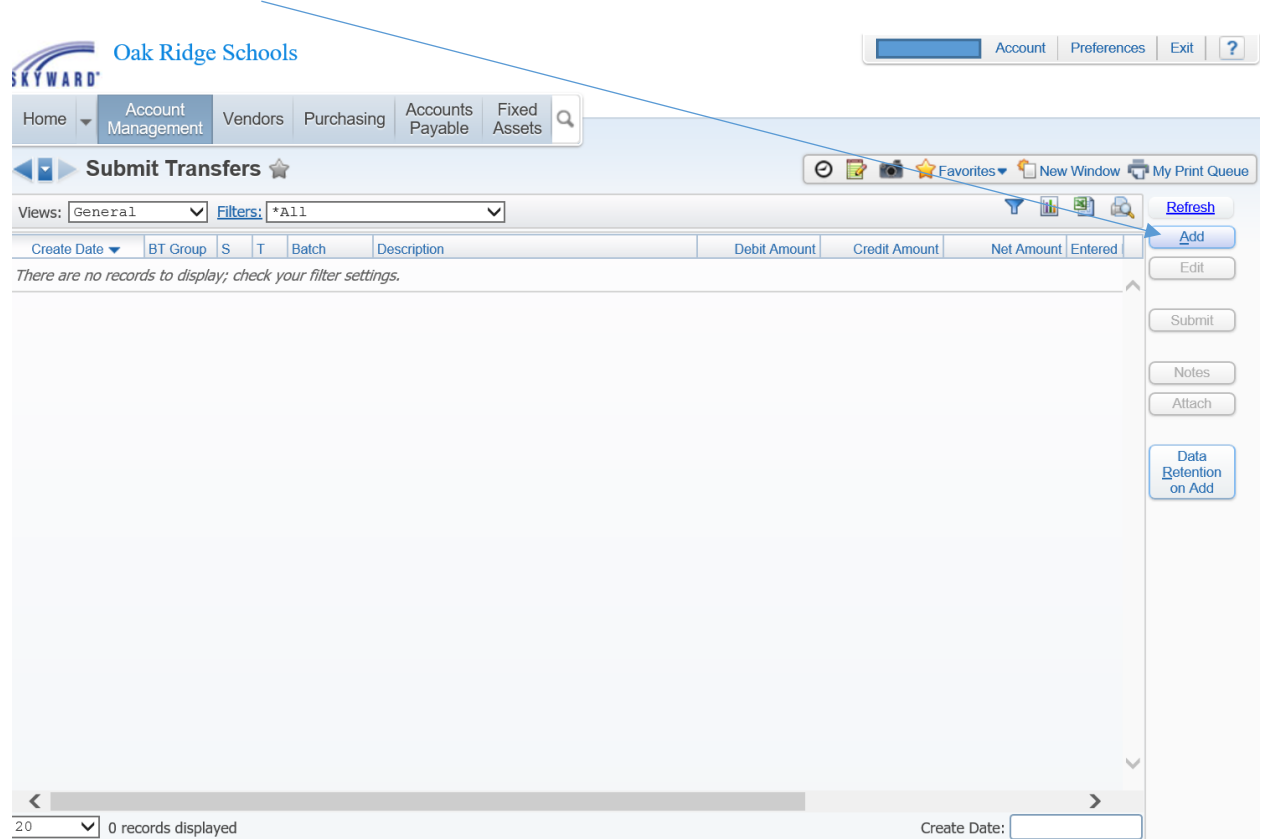 Oak Ridge Schools
SKYWARD®
Account Preferences Exit ?
Home Account Management Vendors Purchasing Accounts Payable Fixed Assets
Submit Transfers
Favorites New Window My Print Queue
Views: General Filters: *All
Refresh
Create Date BT Group S T Batch Description Debit Amount Credit Amount Net Amount Entered
Add
There are no records to display; check your filter settings.
Edit
Submit
Notes
Attach
Data
Retention
on Add
20 0 records displayed Create Date: